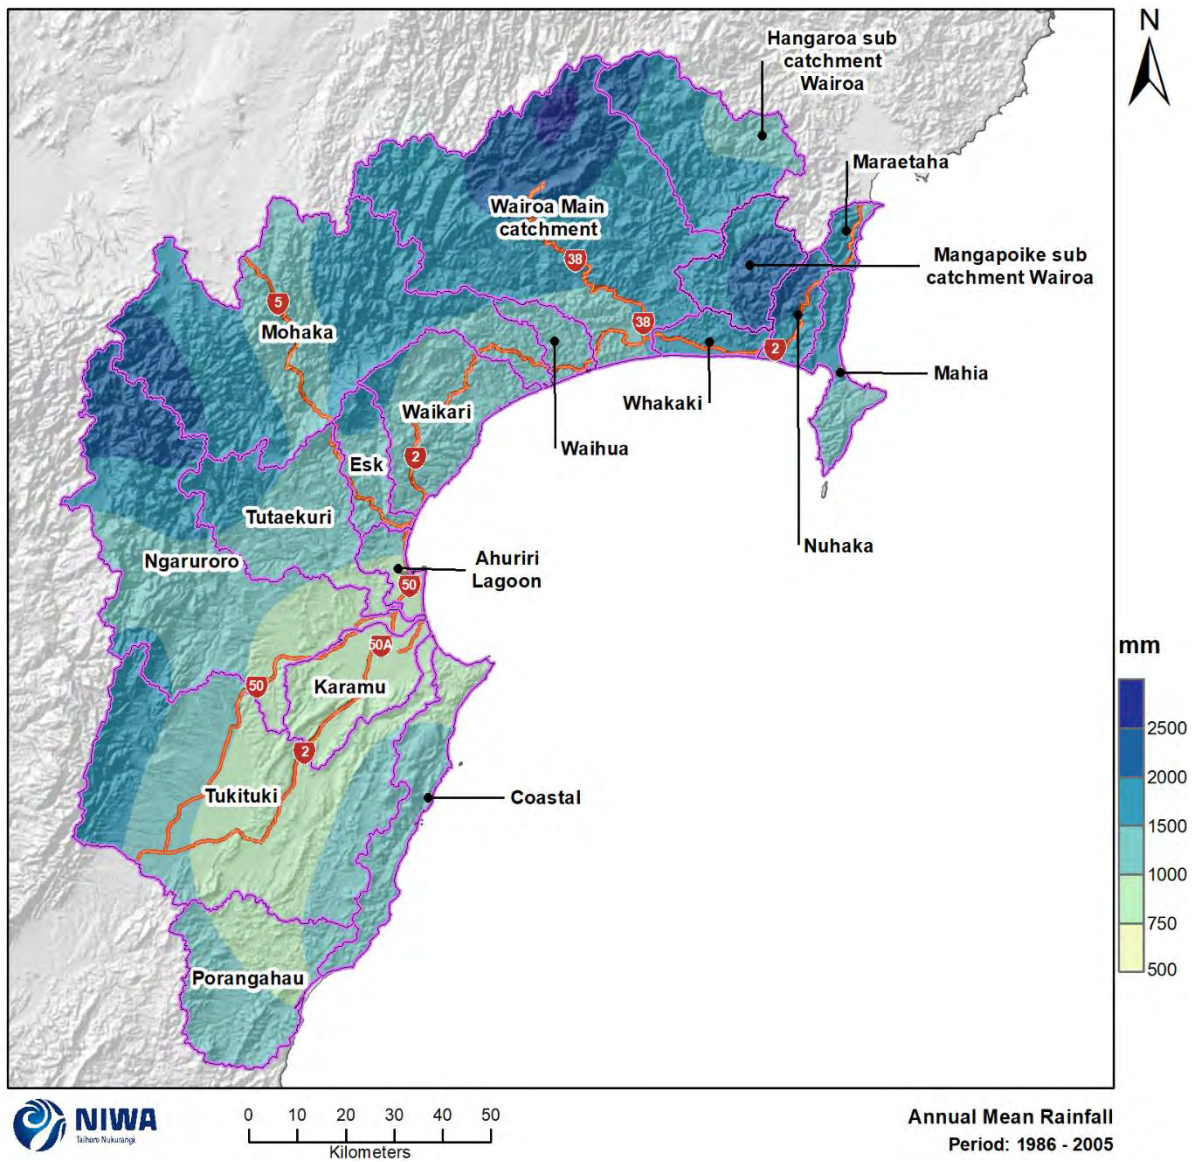 N
Hangaroa sub
catchment
Wairoa
Maraetaha
Wairoa Main
catchment
38
Mangapoike sub
catchment Wairoa
5
Mohaka
38
2
Mahia
Whakaki
Waikari
Waihua
2
Esk
Tutaekuri
Nuhaka
Ngaruroro
Ahuriri
Lagoon
50
50A
mm
50
Karamu
2
2500
2000
Tukituki
Coastal
1500
1000
750
500
Porangahau
NIWA
Taihoro Nukurangi
0 10 20 30 40 50
Kilometers
Annual Mean Rainfall
Period: 1986 - 2005